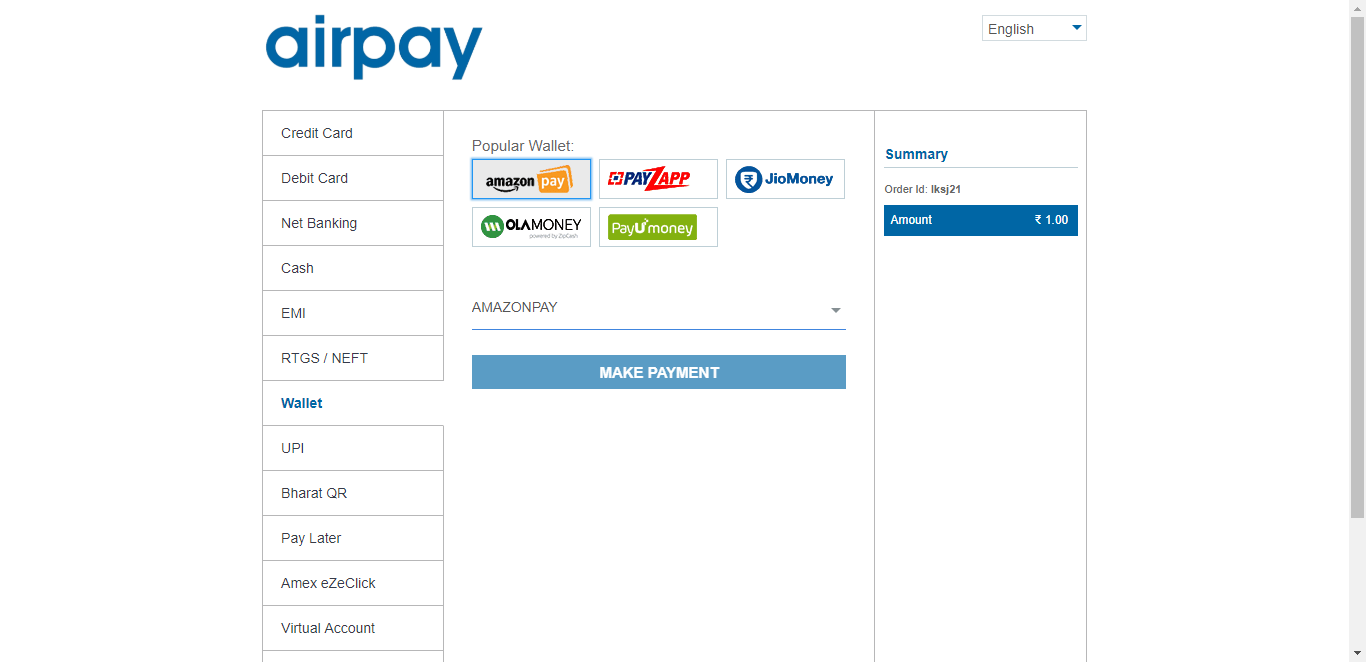 airpay
English
Credit Card
Debit Card
Net Banking
Cash
EMI
RTGS / NEFT
Wallet
UPI
Bharat QR
Pay Later
Amex eZeClick
Virtual Account
Popular Wallet:
amazon pay
PAYZAPP
JioMoney
OLAMONEY
powered by ZipCash
PayUmoney
AMAZONPAY
MAKE PAYMENT
Summary
Order Id: lksj21
Amount ₹ 1.00